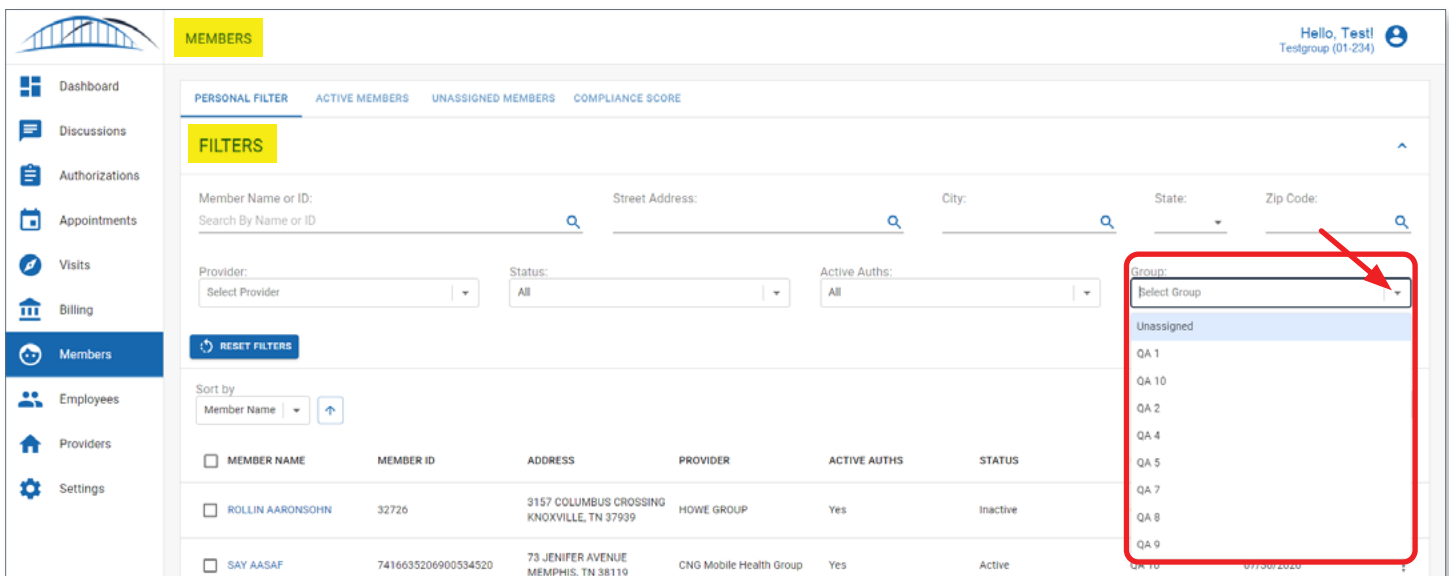 MEMBERS
Hello, Test!
Testgroup (01-234)
Dashboard
Discussions
Authorizations
Appointments
Visits
Billing
Members
Employees
Providers
Settings
PERSONAL FILTER ACTIVE MEMBERS UNASSIGNED MEMBERS COMPLIANCE SCORE
FILTERS
Member Name or ID: Street Address: City: State: Zip Code:
Search By Name or ID
Provider: Status: Active Auths: Group:
Select Provider All All Select Group
Unassigned
QA 1
QA 10
QA 2
QA 4
QA 5
QA 7
QA 8
QA 9
RESET FILTERS
Sort by
Member Name
MEMBER NAME MEMBER ID ADDRESS PROVIDER ACTIVE AUTHS STATUS
ROLLIN AARONSOHN 32726 3157 COLUMBUS CROSSING HOWE GROUP Yes Inactive
KNOXVILLE, TN 37939
SAY AASAF 7416635206900534520 73 JENIFER AVENUE CNG Mobile Health Group Yes Active QA 10 07/30/2020
MEMPHIS, TN 38119